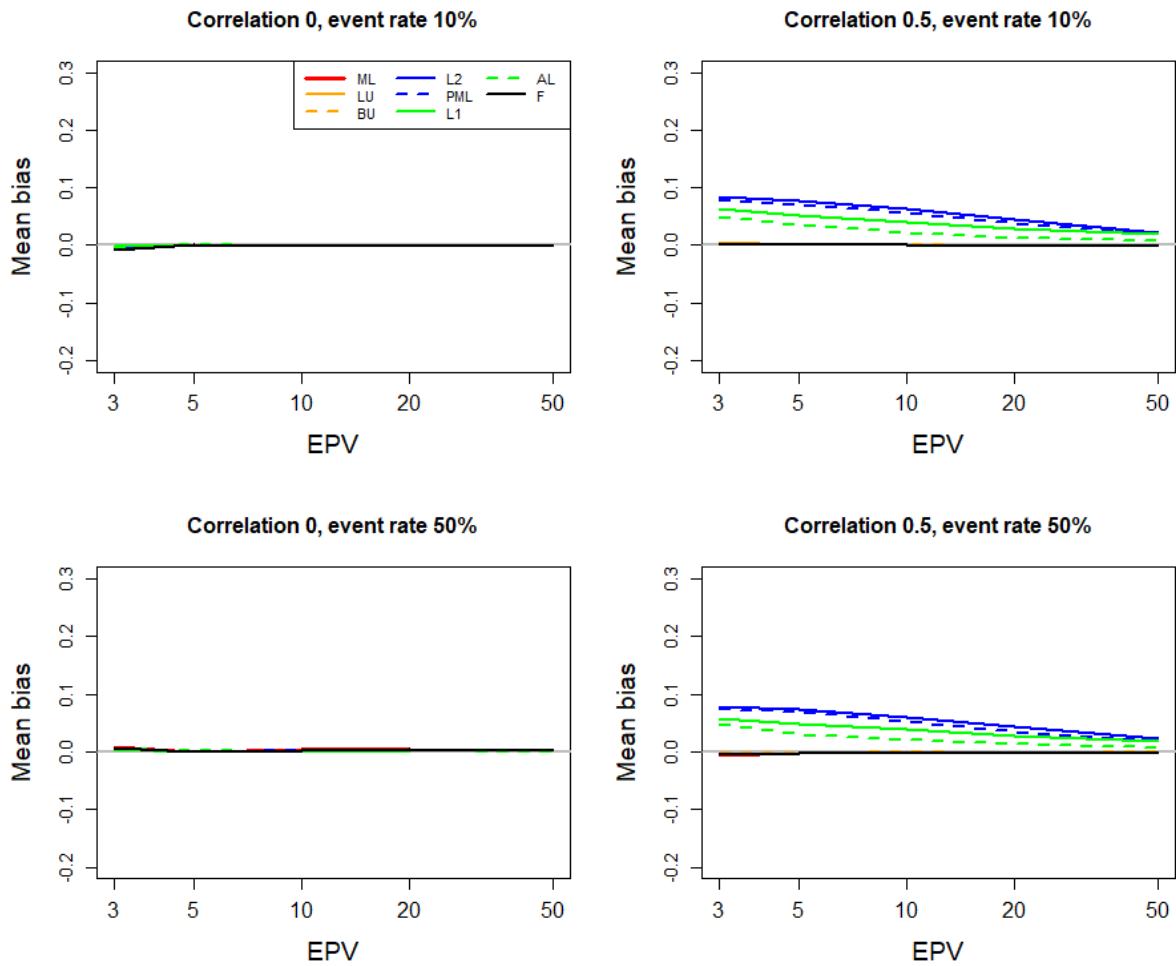 Correlation 0, event rate 10%
Mean bias
0.3
0.2
0.1
0.0
-0.1
-0.2
ML L2 AL
LU PML F
BU L1
3 5 10 20 50
EPV
Correlation 0.5, event rate 10%
Mean bias
0.3
0.2
0.1
0.0
-0.1
-0.2
3 5 10 20 50
EPV
Correlation 0, event rate 50%
Mean bias
0.3
0.2
0.1
0.0
-0.1
-0.2
3 5 10 20 50
EPV
Correlation 0.5, event rate 50%
Mean bias
0.3
0.2
0.1
0.0
-0.1
-0.2
3 5 10 20 50
EPV